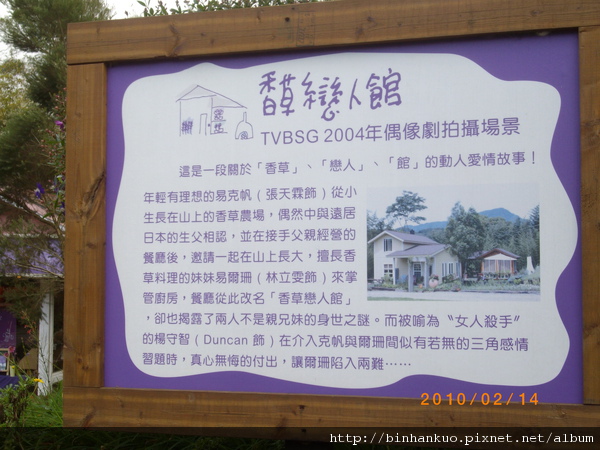 香草戀人館
TVBSG 2004年偶像劇拍攝場景
這是一段關於「香草」、「戀人」、「館」的動人愛情故事！
年輕有理想的易克帆（張天霖飾）從小
生長在山上的香草農場，偶然中與遠居
日本的生父相認，並在接手父親經營的
餐廳後，邀請一起在山上長大，擅長香
草料理的妹妹易爾珊（林立雯飾）來掌
管廚房，餐廳從此改名「香草戀人館」
，卻也揭露了兩人不是親兄妹的身世之謎。而被喻為〝女人殺手〞
的楊守智（Duncan 飾）在介入克帆與爾珊間似有若無的三角感情
習題時，真心無悔的付出，讓爾珊陷入兩難……
2010/02/14
http://binhankuo.pixnet.net/album